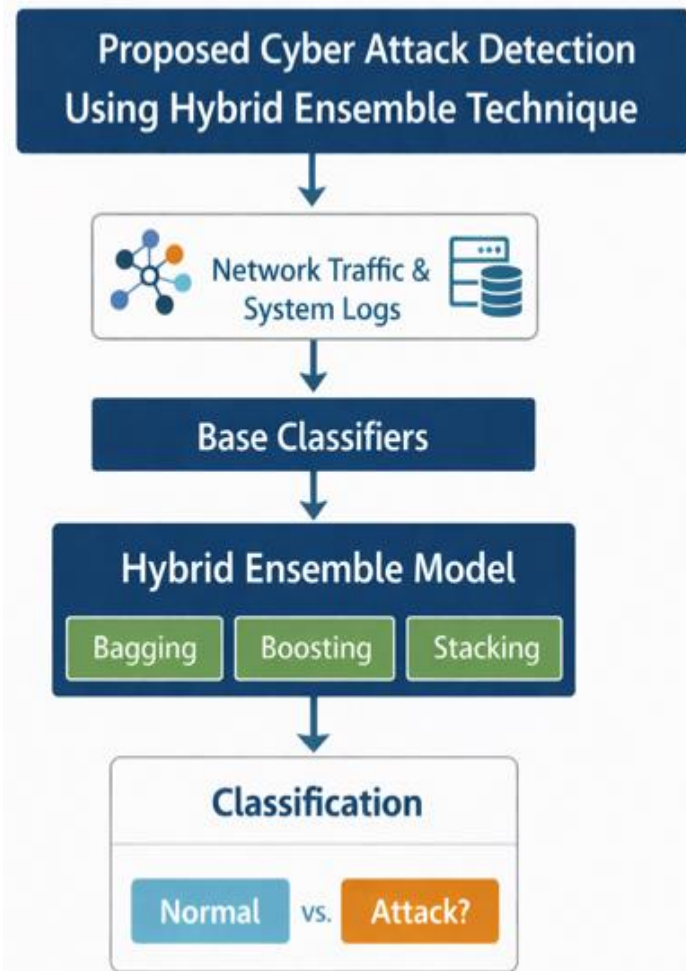 Proposed Cyber Attack Detection
Using Hybrid Ensemble Technique
Network Traffic &
System Logs
Base Classifiers
Hybrid Ensemble Model
Bagging Boosting Stacking
Classification
Normal vs. Attack?